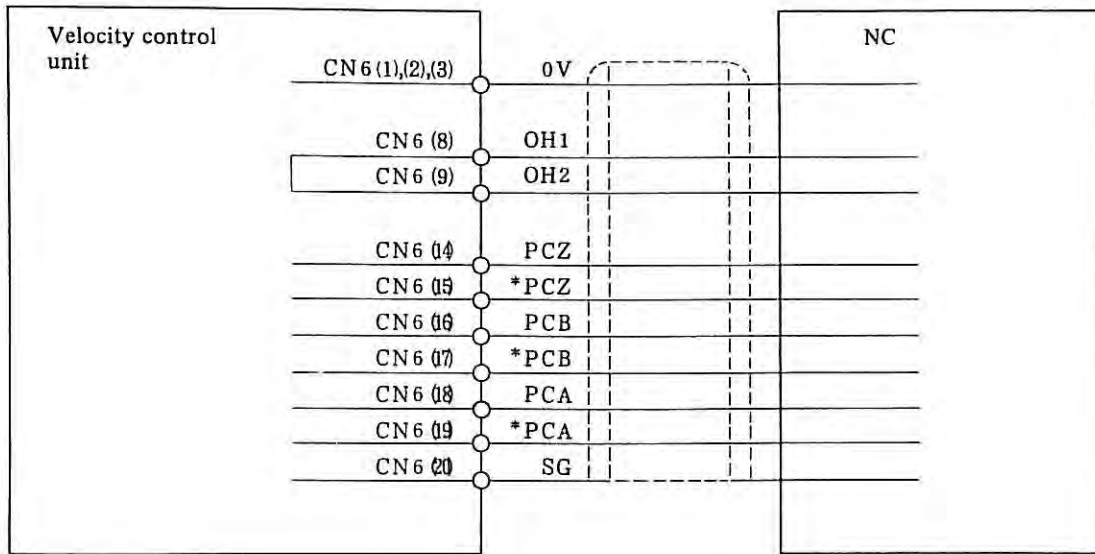 Velocity control
unit
NC
CN6(1),(2),(3) 0V
CN6(8) OH1
CN6(9) OH2
CN6(14) PCZ
CN6(15) *PCZ
CN6(16) PCB
CN6(17) *PCB
CN6(18) PCA
CN6(19) *PCA
CN6(20) SG